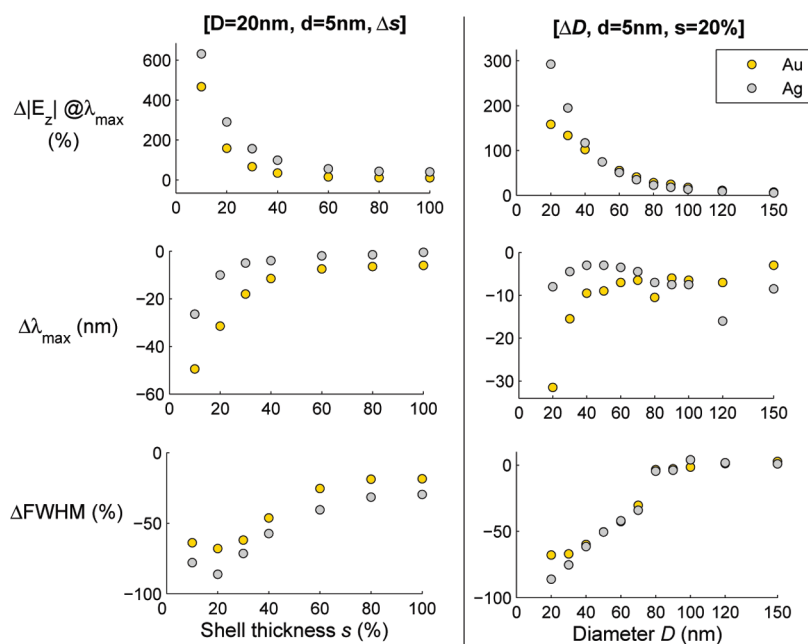 [D=20nm, d=5nm, Δs]
[ΔD, d=5nm, s=20%]
Δ|E_z| @λ_max
(%)
600
400
200
0
0 20 40 60 80 100
300
200
100
0
0 20 40 60 80 100 120 150
Au
Ag
Δλ_max (nm)
0
−20
−40
−60
0 20 40 60 80 100
0
−10
−20
−30
0 20 40 60 80 100 120 150
ΔFWHM (%)
0
−50
−100
0 20 40 60 80 100
Shell thickness s (%)
0
−50
−100
0 20 40 60 80 100 120 150
Diameter D (nm)